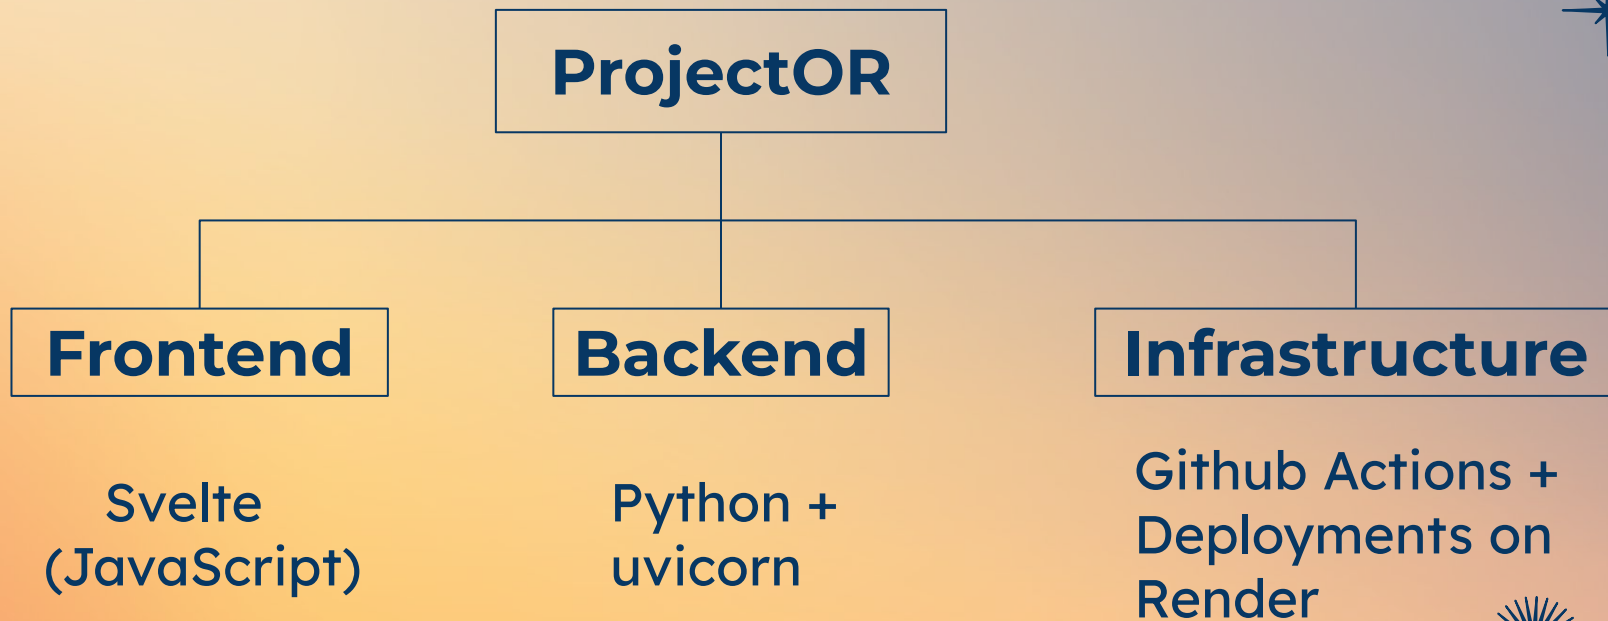 ProjectOR
Frontend
Backend
Infrastructure
Svelte
(JavaScript)
Python +
uvicorn
Github Actions +
Deployments on
Render